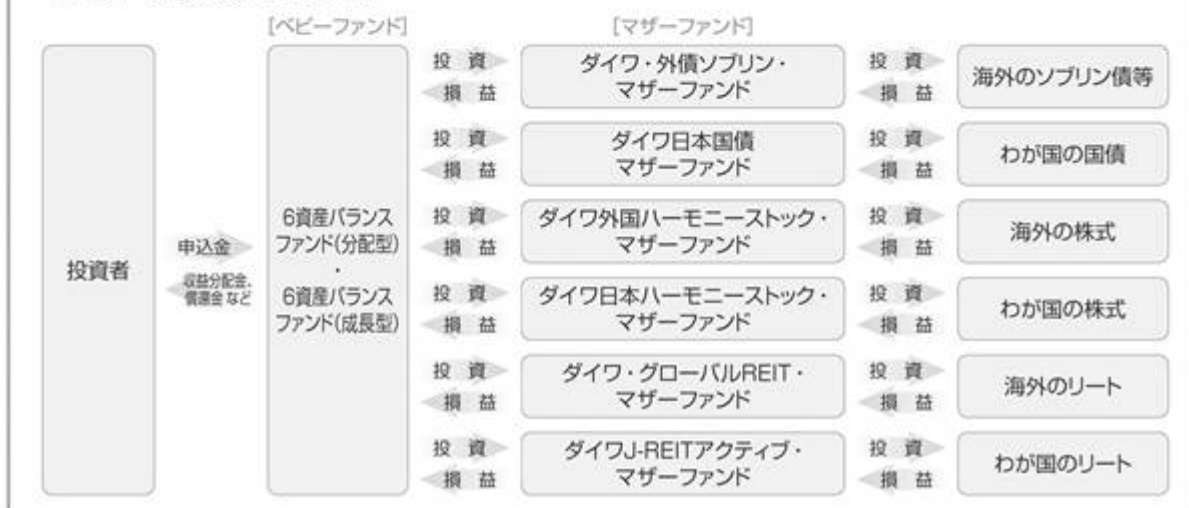 [ベビーファンド]
[マザーファンド]
投資者
申込金
収益分配金、
償還金 など
6資産バランス
ファンド(分配型)
・
6資産バランス
ファンド(成長型)
投 資
損 益
ダイワ・外債ソブリン・
マザーファンド
投 資
損 益
海外のソブリン債等
投 資
損 益
ダイワ日本国債
マザーファンド
投 資
損 益
わが国の国債
投 資
損 益
ダイワ外国ハーモニーストック・
マザーファンド
投 資
損 益
海外の株式
投 資
損 益
ダイワ日本ハーモニーストック・
マザーファンド
投 資
損 益
わが国の株式
投 資
損 益
ダイワ・グローバルREIT・
マザーファンド
投 資
損 益
海外のリート
投 資
損 益
ダイワJ-REITアクティブ・
マザーファンド
投 資
損 益
わが国のリート